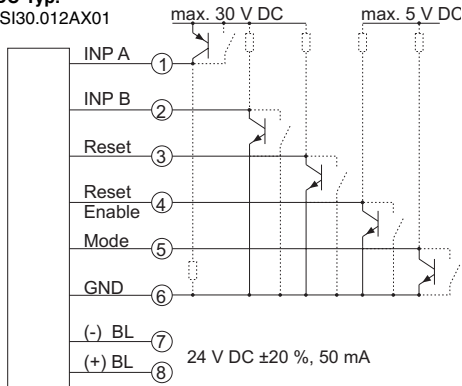 Typ.
SI30.012AX01
max. 30 V DC
max. 5 V DC
INP A
1
INP B
2
Reset
3
Reset
Enable
4
Mode
5
GND
6
(-) BL
7
(+) BL
8
24 V DC ±20 %, 50 mA